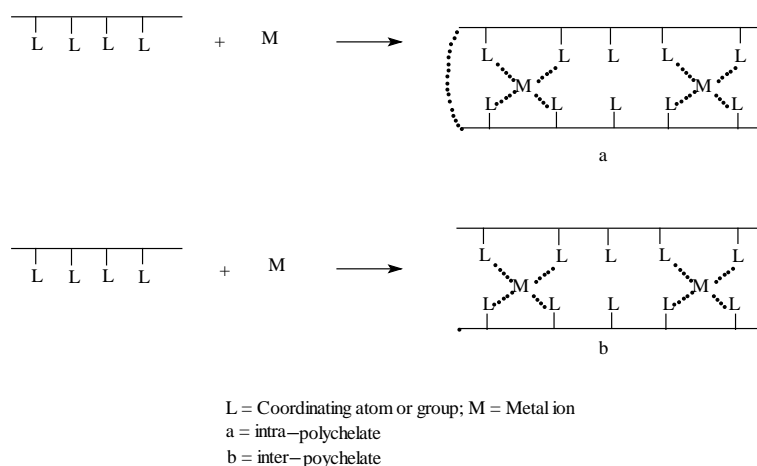 L L L L + M
L L L L L
M M
L L L L L
a
L L L L + M
L L L L L
M M
L L L L L
b
L = Coordinating atom or group; M = Metal ion
a = intra–polychelate
b = inter–poychelate